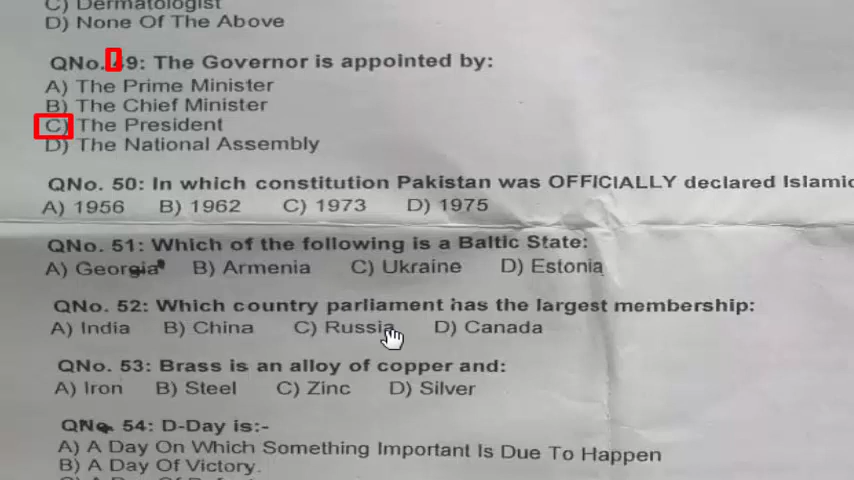 C) Dermatologist
D) None Of The Above
QNo. 49: The Governor is appointed by:
A) The Prime Minister
B) The Chief Minister
C) The President
D) The National Assembly
QNo. 50: In which constitution Pakistan was OFFICIALLY declared Islamic
A) 1956 B) 1962 C) 1973 D) 1975
QNo. 51: Which of the following is a Baltic State:
A) Georgia B) Armenia C) Ukraine D) Estonia
QNo. 52: Which country parliament has the largest membership:
A) India B) China C) Russia D) Canada
QNo. 53: Brass is an alloy of copper and:
A) Iron B) Steel C) Zinc D) Silver
QNo. 54: D-Day is:-
A) A Day On Which Something Important Is Due To Happen
B) A Day Of Victory.